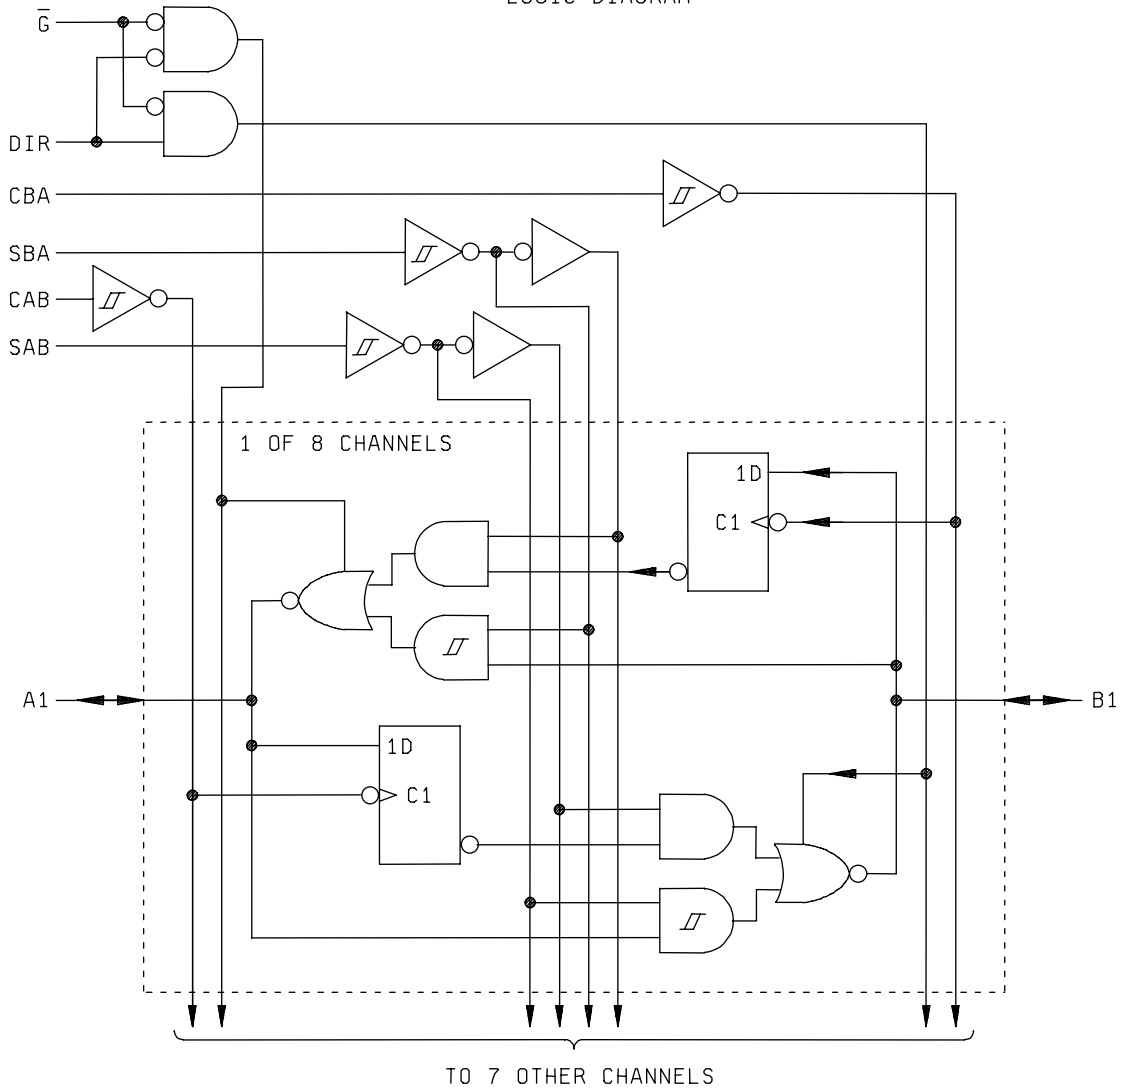 G̅
DIR
CBA
SBA
CAB
SAB
1 OF 8 CHANNELS
1D
C1
A1
B1
1D
C1
TO 7 OTHER CHANNELS